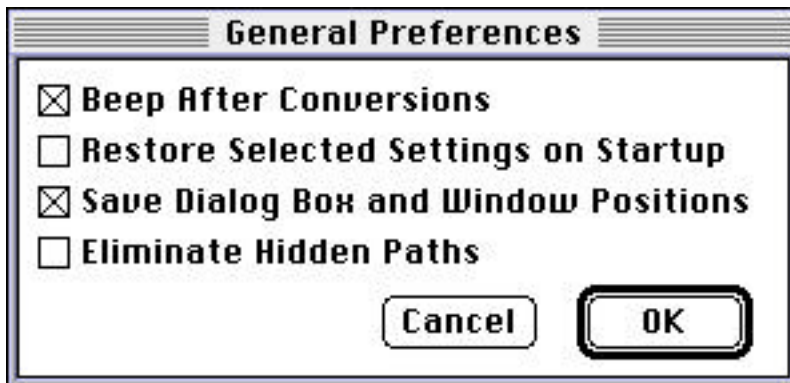 General Preferences
Beep After Conversions
Restore Selected Settings on Startup
Save Dialog Box and Window Positions
Eliminate Hidden Paths
Cancel OK